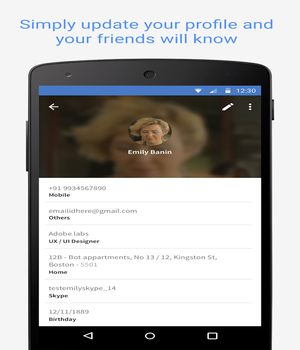 Simply update your profile and
your friends will know
12:30
Emily Banin
+91 9934567890
Mobile
emailidhere@gmail.com
Others
Adobe labs
UX / UI Designer
12B - Bot appartments, No 13 / 12, Kingston St,
Boston - 5501
Home
testemilyskype_14
Skype
12/11/1889
Birthday